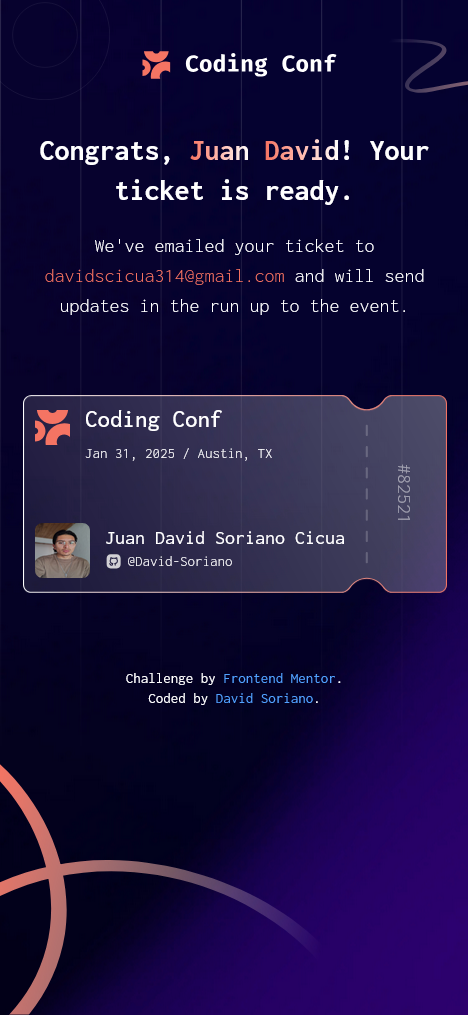 Coding Conf
Congrats, Juan David! Your
ticket is ready.
We've emailed your ticket to
davidscicua314@gmail.com and will send
updates in the run up to the event.
Coding Conf
Jan 31, 2025 / Austin, TX
#82521
Juan David Soriano Cicua
@David-Soriano
Challenge by Frontend Mentor.
Coded by David Soriano.